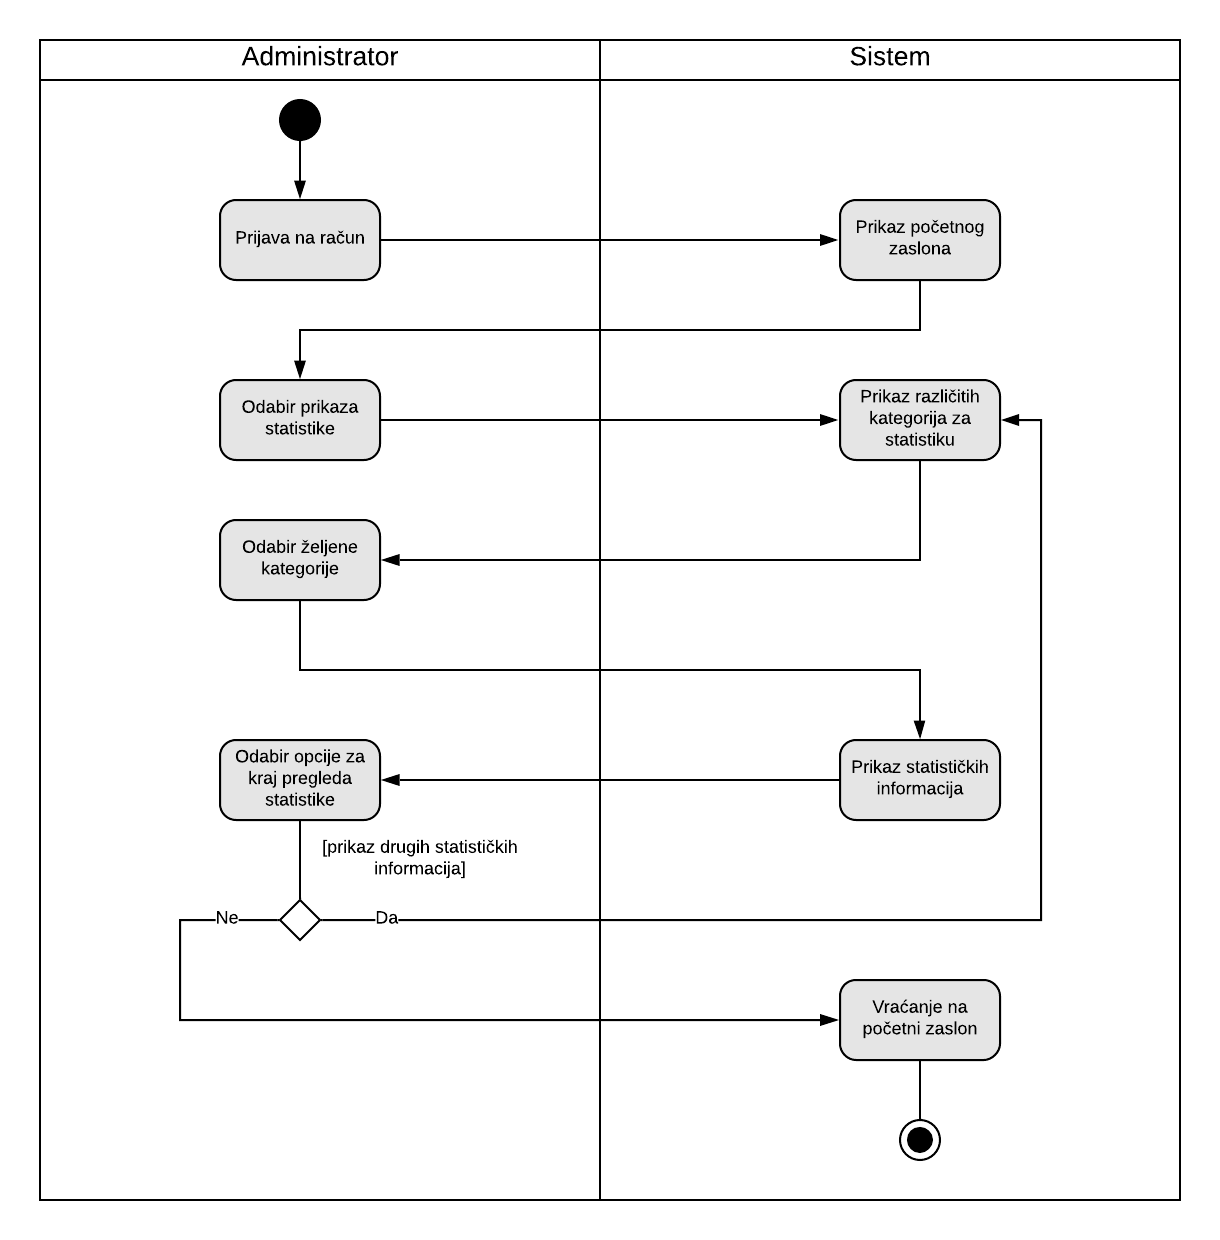 Administrator
Sistem
Prijava na račun
Prikaz početnog
zaslona
Odabir prikaza
statistike
Prikaz različitih
kategorija za
statistiku
Odabir željene
kategorije
Odabir opcije za
kraj pregleda
statistike
Prikaz statističkih
informacija
[prikaz drugih statističkih
informacija]
Ne
Da
Vraćanje na
početni zaslon